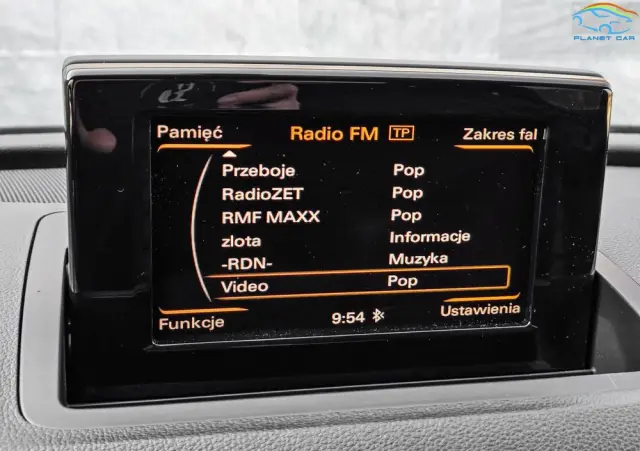 PLANET CAR
Pamięć Radio FM TP Zakres fal
Przeboje Pop
RadioZET Pop
RMF MAXX Pop
zlota Informacje
-RDN- Muzyka
Video Pop
Funkcje 9:54 Ustawienia